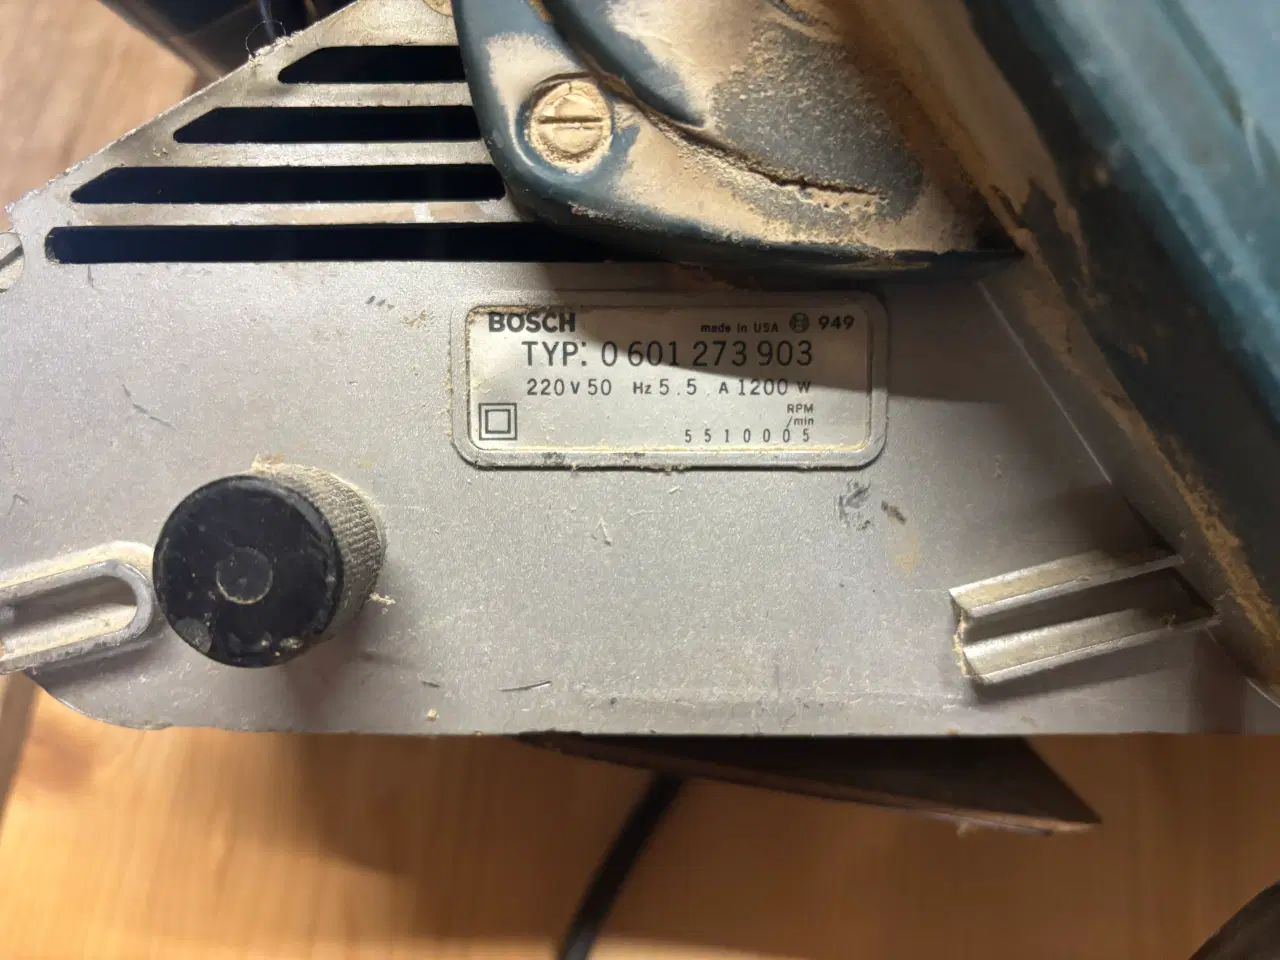 BOSCH made in USA 949
TYP: 0 601 273 903
220 V 50 Hz 5.5 A 1200 W
RPM
/min
5510005